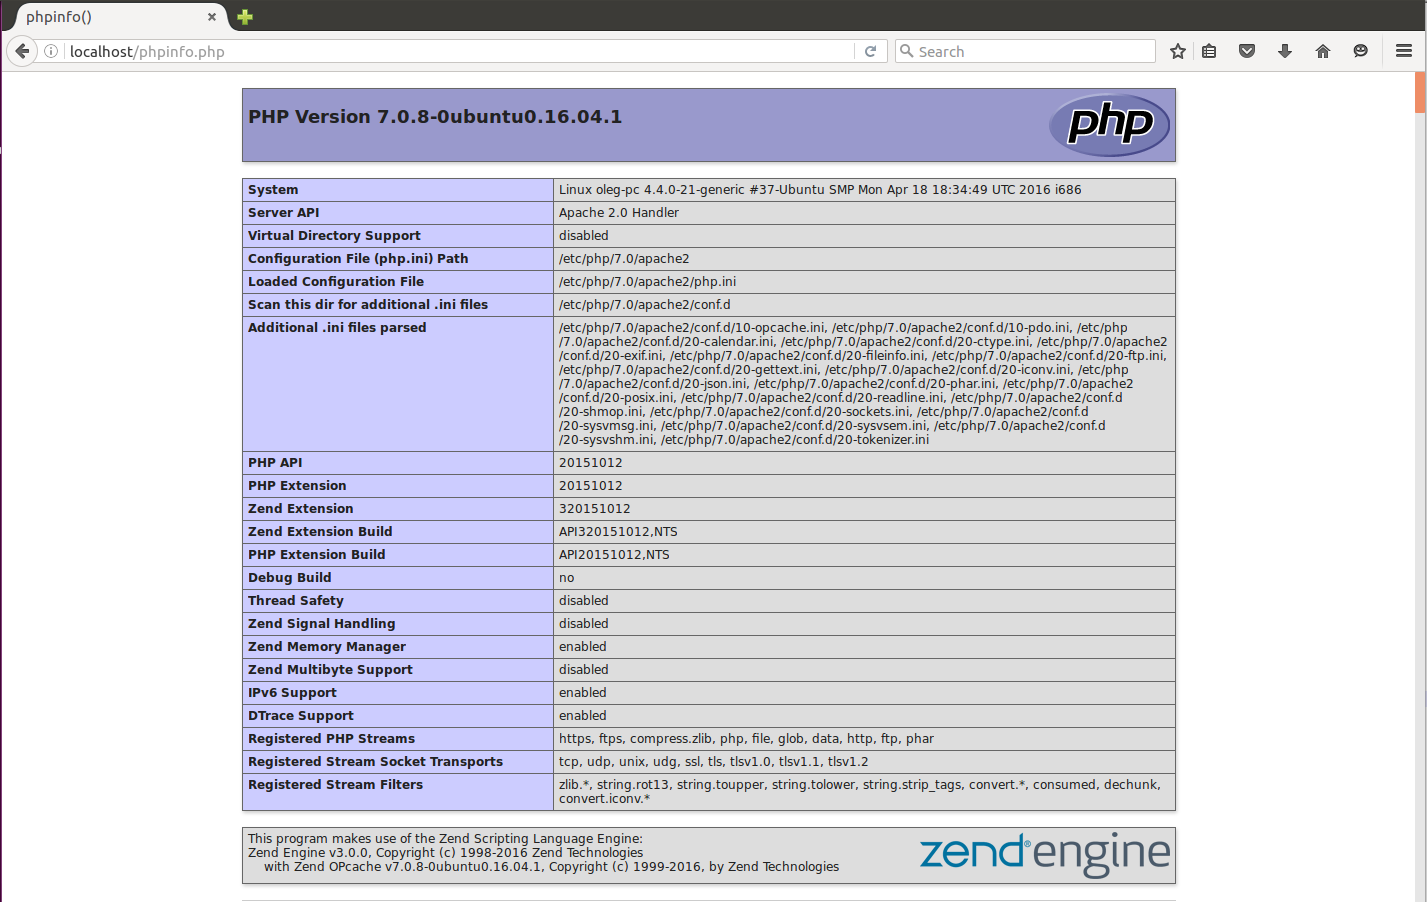 phpinfo()
localhost/phpinfo.php
Search
PHP Version 7.0.8-0ubuntu0.16.04.1
php
System Linux oleg-pc 4.4.0-21-generic #37-Ubuntu SMP Mon Apr 18 18:34:49 UTC 2016 i686
Server API Apache 2.0 Handler
Virtual Directory Support disabled
Configuration File (php.ini) Path /etc/php/7.0/apache2
Loaded Configuration File /etc/php/7.0/apache2/php.ini
Scan this dir for additional .ini files /etc/php/7.0/apache2/conf.d
Additional .ini files parsed /etc/php/7.0/apache2/conf.d/10-opcache.ini, /etc/php/7.0/apache2/conf.d/10-pdo.ini, /etc/php
/7.0/apache2/conf.d/20-calendar.ini, /etc/php/7.0/apache2/conf.d/20-ctype.ini, /etc/php/7.0/apache2
/conf.d/20-exif.ini, /etc/php/7.0/apache2/conf.d/20-fileinfo.ini, /etc/php/7.0/apache2/conf.d/20-ftp.ini,
/etc/php/7.0/apache2/conf.d/20-gettext.ini, /etc/php/7.0/apache2/conf.d/20-iconv.ini, /etc/php
/7.0/apache2/conf.d/20-json.ini, /etc/php/7.0/apache2/conf.d/20-phar.ini, /etc/php/7.0/apache2
/conf.d/20-posix.ini, /etc/php/7.0/apache2/conf.d/20-readline.ini, /etc/php/7.0/apache2/conf.d
/20-shmop.ini, /etc/php/7.0/apache2/conf.d/20-sockets.ini, /etc/php/7.0/apache2/conf.d
/20-sysvmsg.ini, /etc/php/7.0/apache2/conf.d/20-sysvsem.ini, /etc/php/7.0/apache2/conf.d
/20-sysvshm.ini, /etc/php/7.0/apache2/conf.d/20-tokenizer.ini
PHP API 20151012
PHP Extension 20151012
Zend Extension 320151012
Zend Extension Build API320151012,NTS
PHP Extension Build API20151012,NTS
Debug Build no
Thread Safety disabled
Zend Signal Handling disabled
Zend Memory Manager enabled
Zend Multibyte Support disabled
IPv6 Support enabled
DTrace Support enabled
Registered PHP Streams https, ftps, compress.zlib, php, file, glob, data, http, ftp, phar
Registered Stream Socket Transports tcp, udp, unix, udg, ssl, tls, tlsv1.0, tlsv1.1, tlsv1.2
Registered Stream Filters zlib.*, string.rot13, string.toupper, string.tolower, string.strip_tags, convert.*, consumed, dechunk,
convert.iconv.*
This program makes use of the Zend Scripting Language Engine:
Zend Engine v3.0.0, Copyright (c) 1998-2016 Zend Technologies
with Zend OPcache v7.0.8-0ubuntu0.16.04.1, Copyright (c) 1999-2016, by Zend Technologies
zend® engine